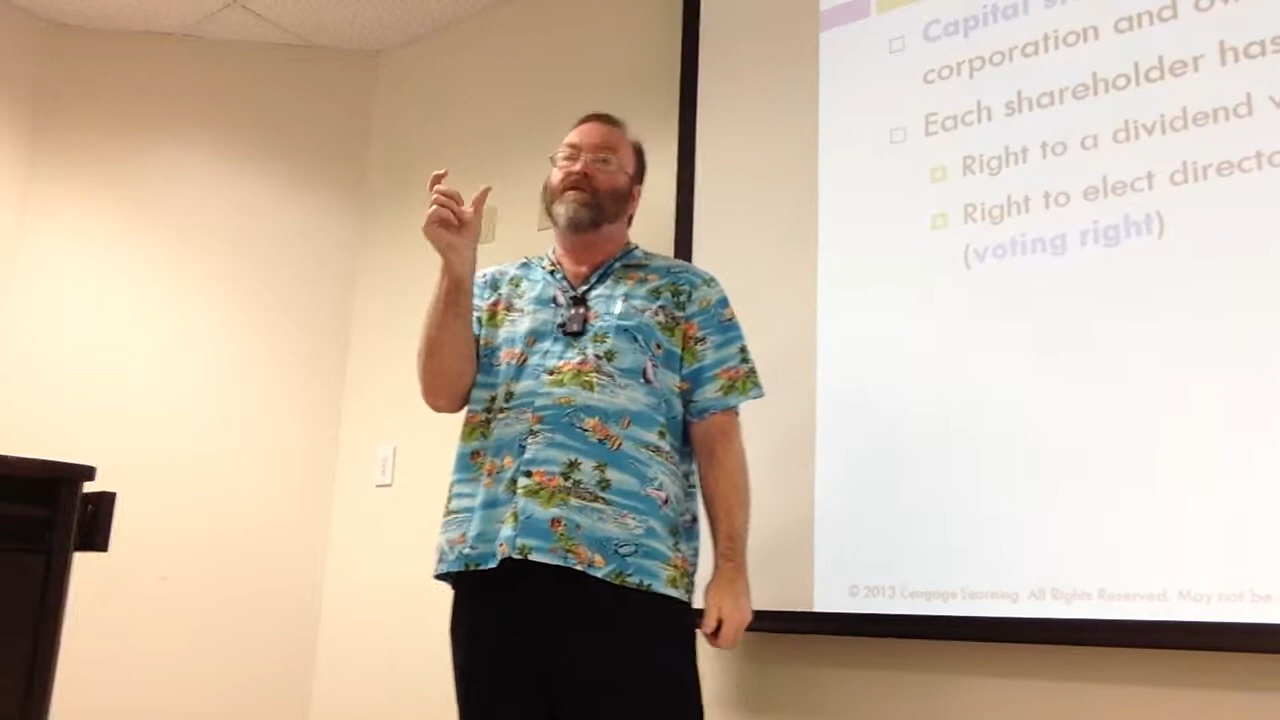 Capital
corporation and
Each shareholder has
Right to a dividend
Right to elect
(voting right)
© 2013 Cengage Learning. All Rights Reserved. May not be